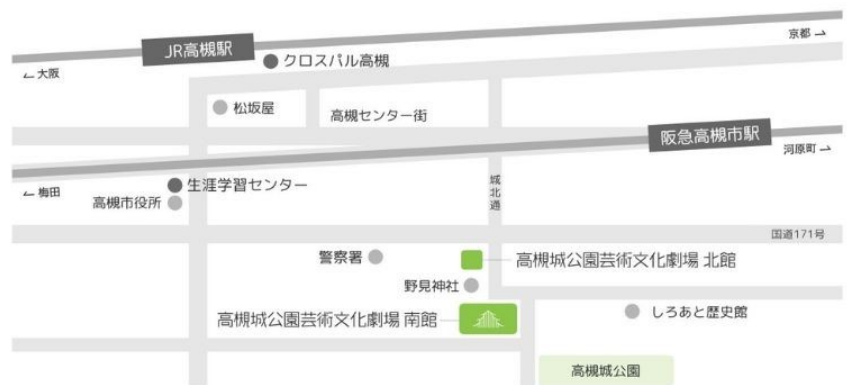 京都 →
JR高槻駅
クロスパル高槻
← 大阪
松坂屋
高槻センター街
阪急高槻市駅
河原町 →
生涯学習センター
← 梅田
高槻市役所
城北通
国道171号
警察署
高槻城公園芸術文化劇場 北館
野見神社
高槻城公園芸術文化劇場 南館
しろあと歴史館
高槻城公園